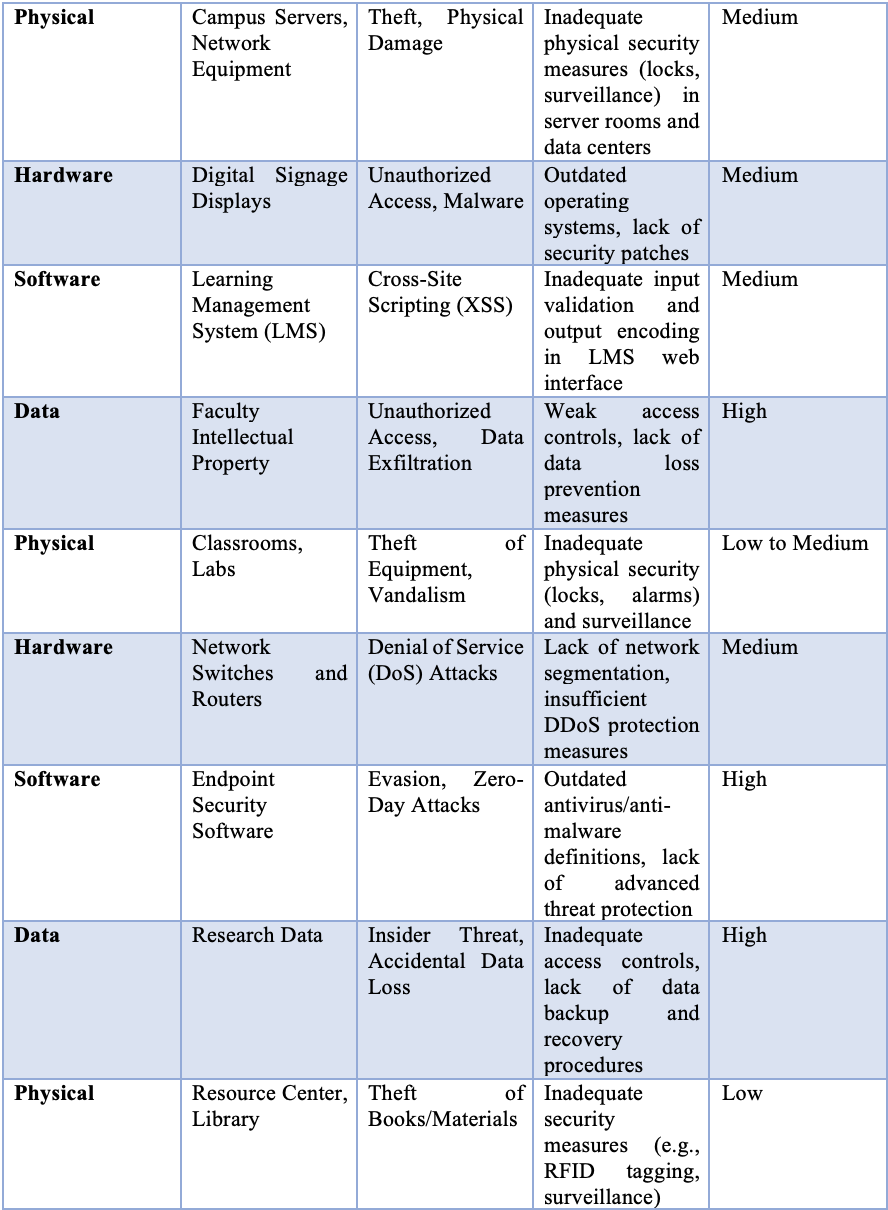 Physical
Campus Servers,
Network
Equipment
Theft, Physical
Damage
Inadequate
physical security
measures (locks,
surveillance) in
server rooms and
data centers
Medium
Hardware
Digital Signage
Displays
Unauthorized
Access, Malware
Outdated
operating
systems, lack of
security patches
Medium
Software
Learning
Management
System (LMS)
Cross-Site
Scripting (XSS)
Inadequate input
validation and
output encoding
in LMS web
interface
Medium
Data
Faculty
Intellectual
Property
Unauthorized
Access, Data
Exfiltration
Weak access
controls, lack of
data loss
prevention
measures
High
Physical
Classrooms,
Labs
Theft of
Equipment,
Vandalism
Inadequate
physical security
(locks, alarms)
and surveillance
Low to Medium
Hardware
Network
Switches and
Routers
Denial of Service
(DoS) Attacks
Lack of network
segmentation,
insufficient
DDoS protection
measures
Medium
Software
Endpoint
Security
Software
Evasion, Zero-
Day Attacks
Outdated
antivirus/anti-
malware
definitions, lack
of advanced
threat protection
High
Data
Research Data
Insider Threat,
Accidental Data
Loss
Inadequate
access controls,
lack of data
backup and
recovery
procedures
High
Physical
Resource Center,
Library
Theft of
Books/Materials
Inadequate
security
measures (e.g.,
RFID tagging,
surveillance)
Low